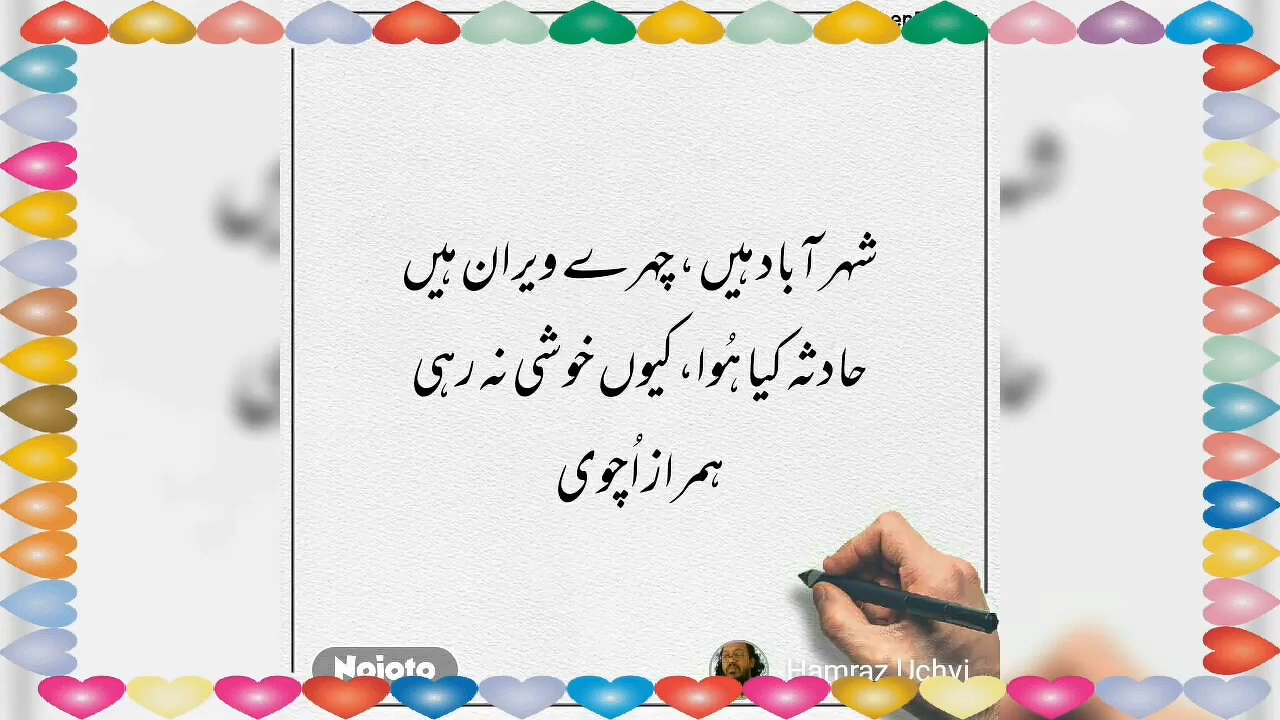 شہر آباد ہیں ، چہرے ویران ہیں
حادثہ کیا ہُوا، کیوں خوشی نہ رہی
ہمراز اُچوی
Nojoto
Hamraz Uchvi